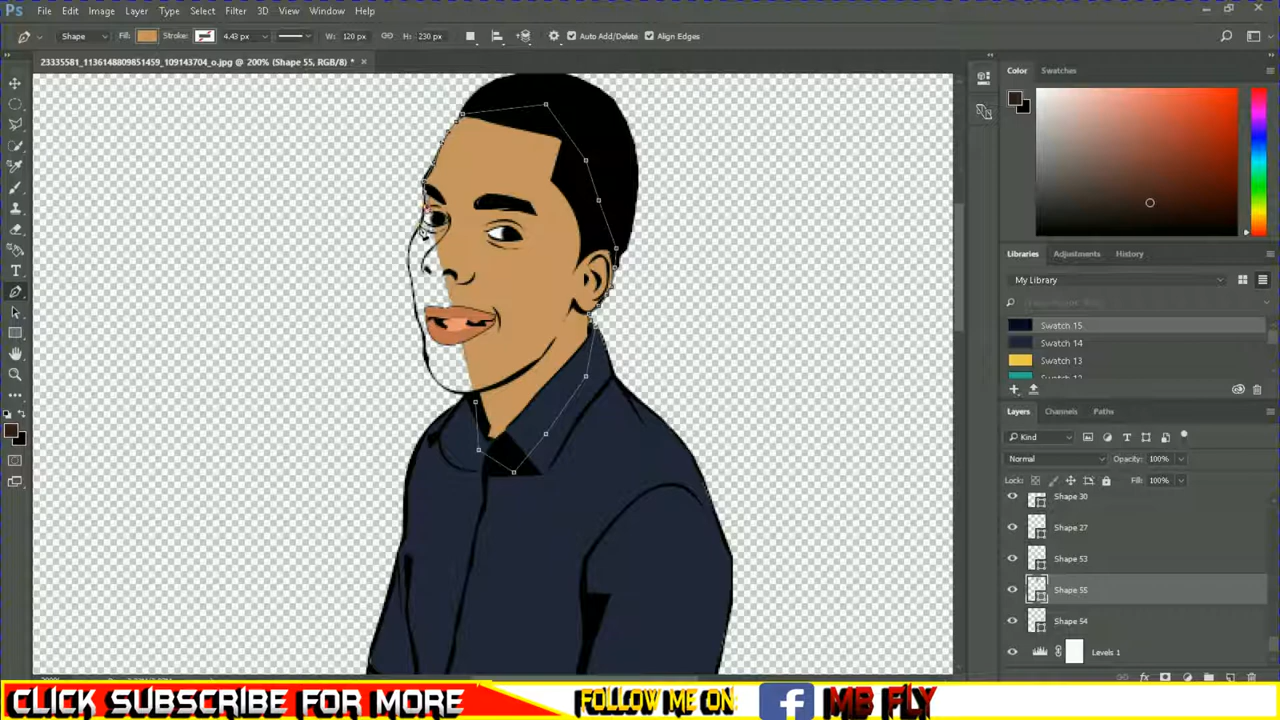 Ps File Edit Image Layer Type Select Filter 3D View Window Help
Shape Fill: Stroke: 4.43 px W: 120 px H: 230 px Auto Add/Delete Align Edges
23335581_1136148809851459_109143704_o.jpg @ 200% (Shape 55, RGB/8) * ×
Color Swatches
Libraries Adjustments History
My Library
Swatch 15
Swatch 14
Swatch 13
Layers Channels Paths
Kind
Normal Opacity: 100%
Lock: Fill: 100%
Shape 30
Shape 27
Shape 53
Shape 55
Shape 54
Levels 1
CLICK SUBSCRIBE FOR MORE FOLLOW ME ON f MB FLY